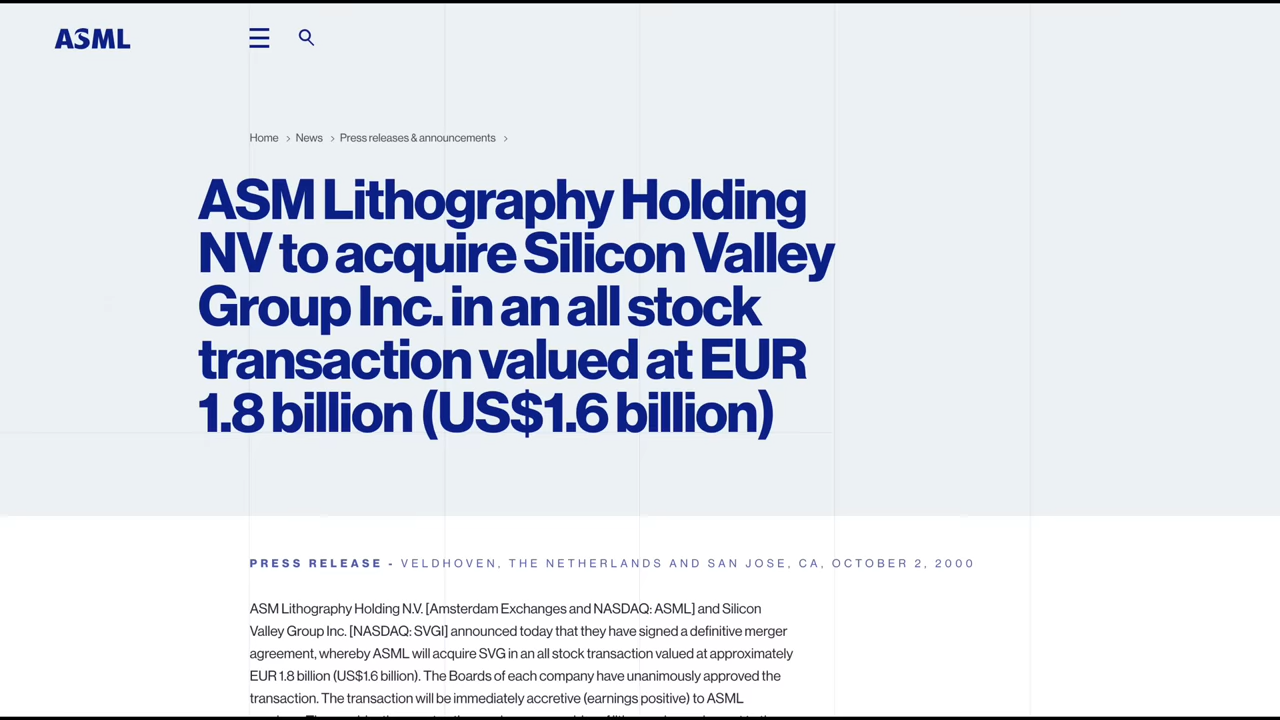 ASML
Home > News > Press releases & announcements >
ASM Lithography Holding
NV to acquire Silicon Valley
Group Inc. in an all stock
transaction valued at EUR
1.8 billion (US$1.6 billion)
PRESS RELEASE - VELDHOVEN, THE NETHERLANDS AND SAN JOSE, CA, OCTOBER 2, 2000
ASM Lithography Holding N.V. [Amsterdam Exchanges and NASDAQ: ASML] and Silicon
Valley Group Inc. [NASDAQ: SVGI] announced today that they have signed a definitive merger
agreement, whereby ASML will acquire SVG in an all stock transaction valued at approximately
EUR 1.8 billion (US$1.6 billion). The Boards of each company have unanimously approved the
transaction. The transaction will be immediately accretive (earnings positive) to ASML